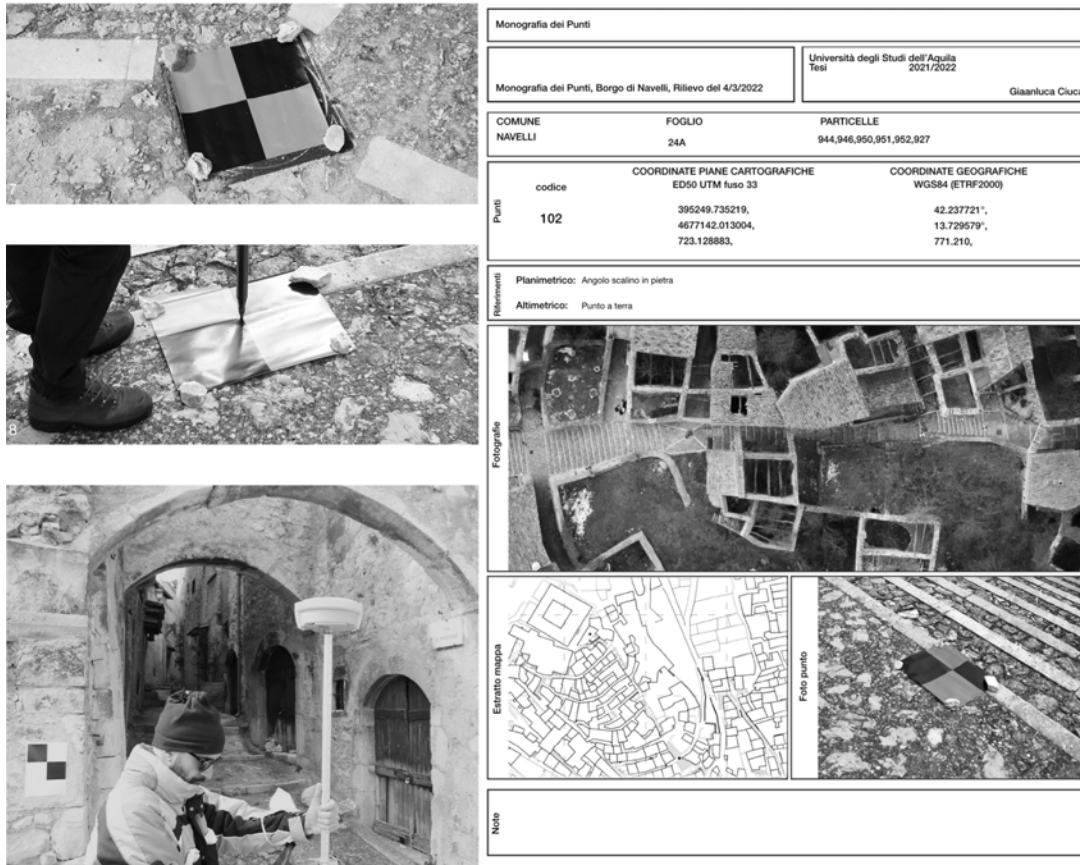 7
8
Monografia dei Punti
Monografia dei Punti, Borgo di Navelli, Rilievo del 4/3/2022
Università degli Studi dell'Aquila
Tesi 2021/2022
Giaanluca Ciuca
COMUNE FOGLIO PARTICELLE
NAVELLI 24A 944,946,950,951,952,927
Punti
codice
102
COORDINATE PIANE CARTOGRAFICHE
ED50 UTM fuso 33
395249.735219,
4677142.013004,
723.128883,
COORDINATE GEOGRAFICHE
WGS84 (ETRF2000)
42.237721°,
13.729579°,
771.210,
Riferimenti
Planimetrico: Angolo scalino in pietra
Altimetrico: Punto a terra
Fotografie
Estratto mappa
Foto punto
Note